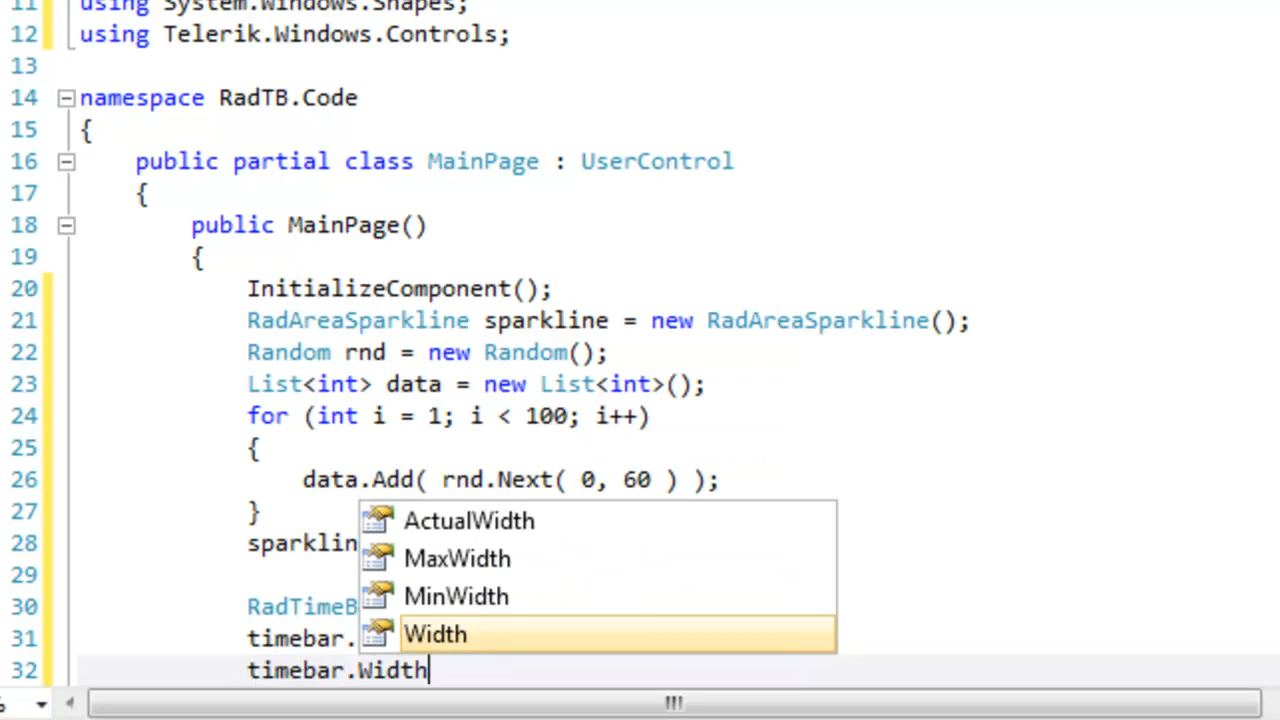 11 using System.Windows.Shapes;
12 using Telerik.Windows.Controls;
13
14 namespace RadTB.Code
15 {
16 public partial class MainPage : UserControl
17 {
18 public MainPage()
19 {
20 InitializeComponent();
21 RadAreaSparkline sparkline = new RadAreaSparkline();
22 Random rnd = new Random();
23 List<int> data = new List<int>();
24 for (int i = 1; i < 100; i++)
25 {
26 data.Add( rnd.Next( 0, 60 ) );
27 }
ActualWidth
28 sparklin
MaxWidth
29
MinWidth
30 RadTimeB
31 timebar.
Width
32 timebar.Width
%